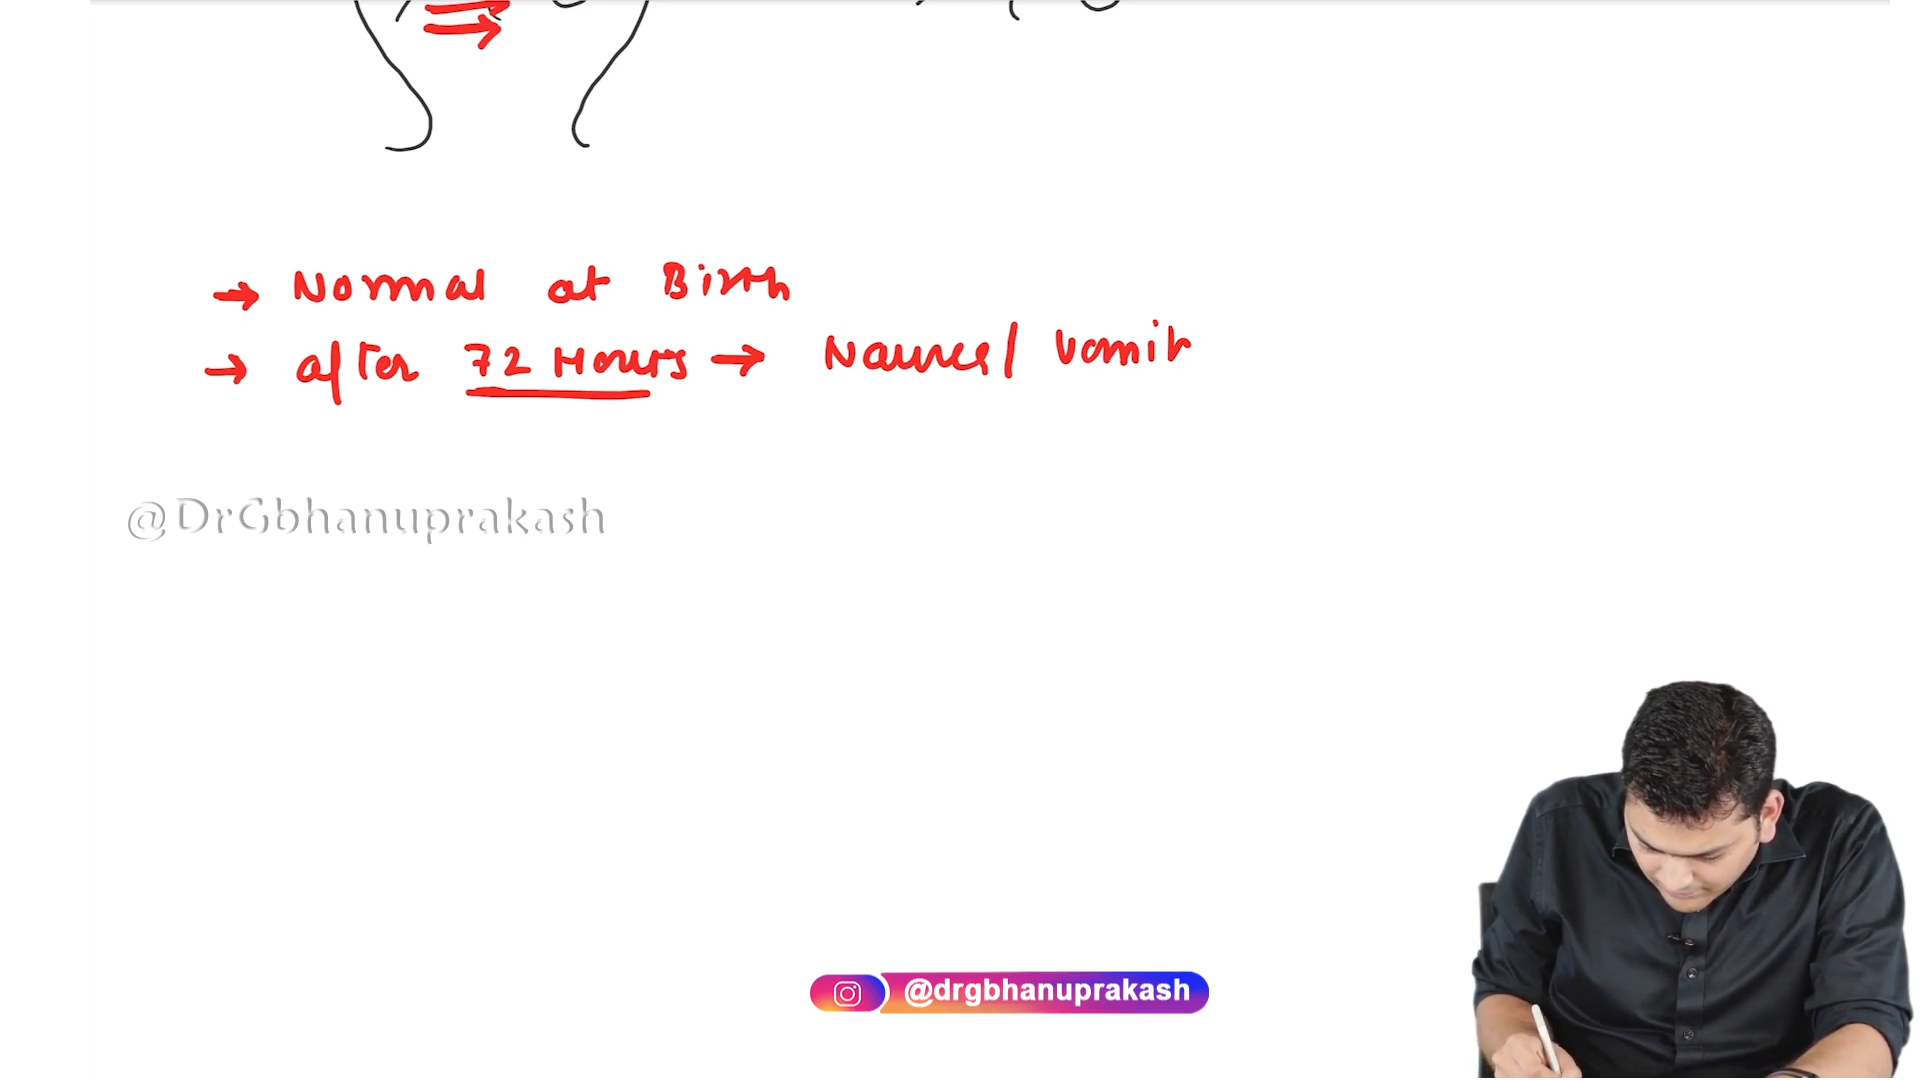 → Normal at Birth
→ after 72 Hours → Nausea/ Vomit
@DrGbhanuprakash
@drgbhanuprakash